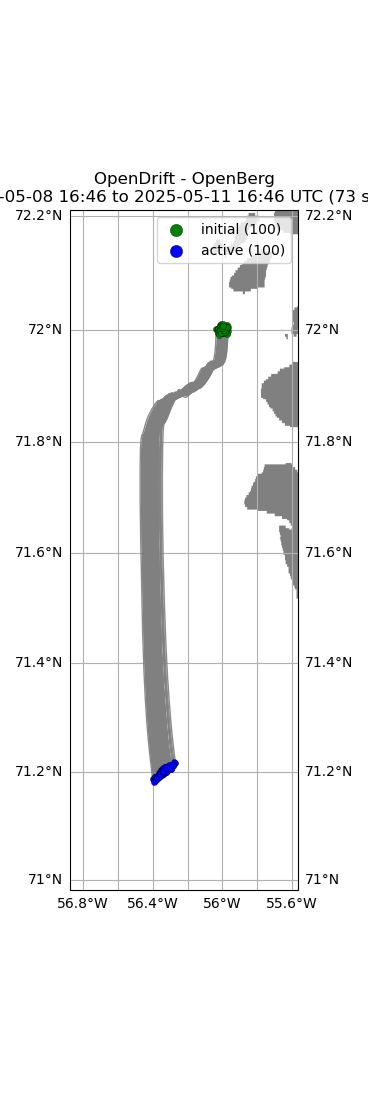 OpenDrift - OpenBerg
-05-08 16:46 to 2025-05-11 16:46 UTC (73 s
72.2°N 72.2°N
initial (100)
active (100)
72°N 72°N
71.8°N 71.8°N
71.6°N 71.6°N
71.4°N 71.4°N
71.2°N 71.2°N
71°N 71°N
56.8°W 56.4°W 56°W 55.6°W